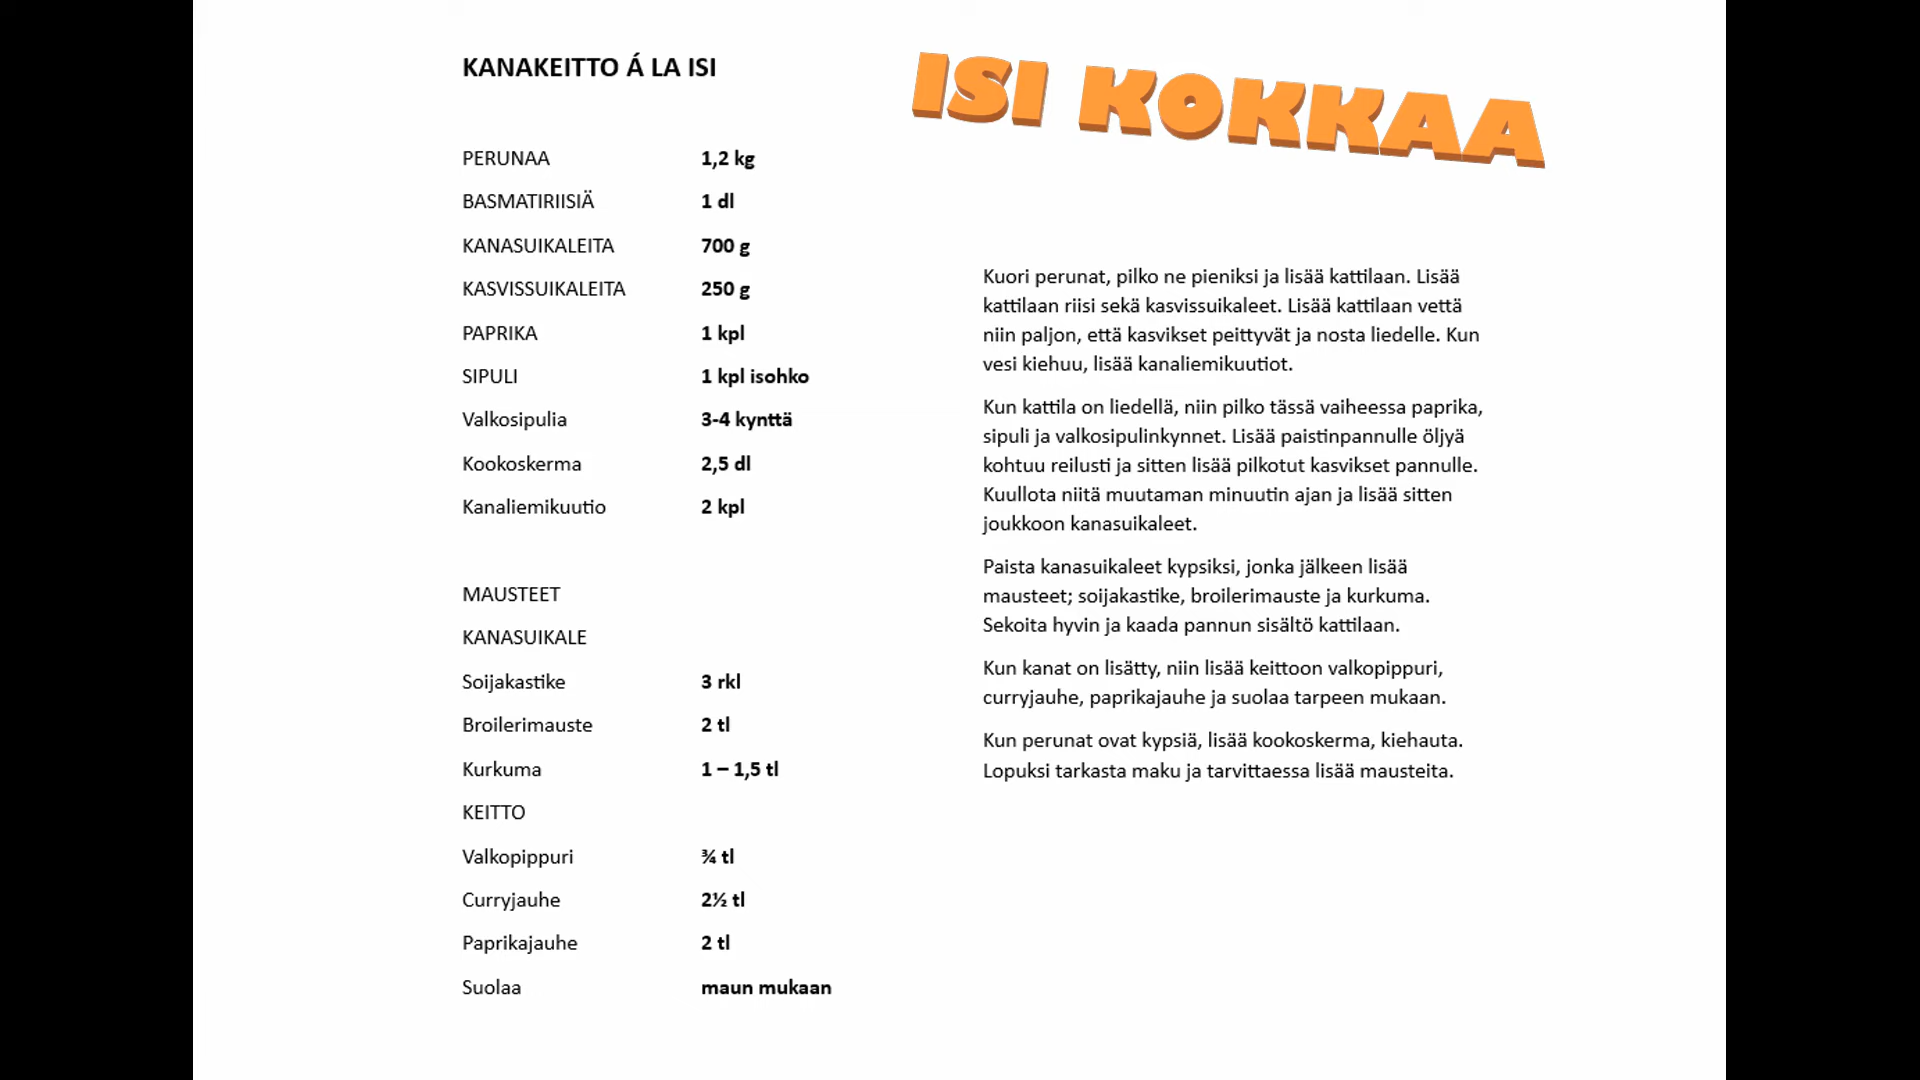 KANAKEITTO Á LA ISI
ISI KOKKAA
PERUNAA 1,2 kg
BASMATIRIISIÄ 1 dl
KANASUIKALEITA 700 g
KASVISSUIKALEITA 250 g
PAPRIKA 1 kpl
SIPULI 1 kpl isohko
Valkosipulia 3-4 kynttä
Kookoskerma 2,5 dl
Kanaliemikuutio 2 kpl
MAUSTEET
KANASUIKALE
Soijakastike 3 rkl
Broilerimauste 2 tl
Kurkuma 1 – 1,5 tl
KEITTO
Valkopippuri ¾ tl
Curryjauhe 2½ tl
Paprikajauhe 2 tl
Suolaa maun mukaan
Kuori perunat, pilko ne pieniksi ja lisää kattilaan. Lisää
kattilaan riisi sekä kasvissuikaleet. Lisää kattilaan vettä
niin paljon, että kasvikset peittyvät ja nosta liedelle. Kun
vesi kiehuu, lisää kanaliemikuutiot.
Kun kattila on liedellä, niin pilko tässä vaiheessa paprika,
sipuli ja valkosipulinkynnet. Lisää paistinpannulle öljyä
kohtuu reilusti ja sitten lisää pilkotut kasvikset pannulle.
Kuullota niitä muutaman minuutin ajan ja lisää sitten
joukkoon kanasuikaleet.
Paista kanasuikaleet kypsiksi, jonka jälkeen lisää
mausteet; soijakastike, broilerimauste ja kurkuma.
Sekoita hyvin ja kaada pannun sisältö kattilaan.
Kun kanat on lisätty, niin lisää keittoon valkopippuri,
curryjauhe, paprikajauhe ja suolaa tarpeen mukaan.
Kun perunat ovat kypsiä, lisää kookoskerma, kiehauta.
Lopuksi tarkasta maku ja tarvittaessa lisää mausteita.